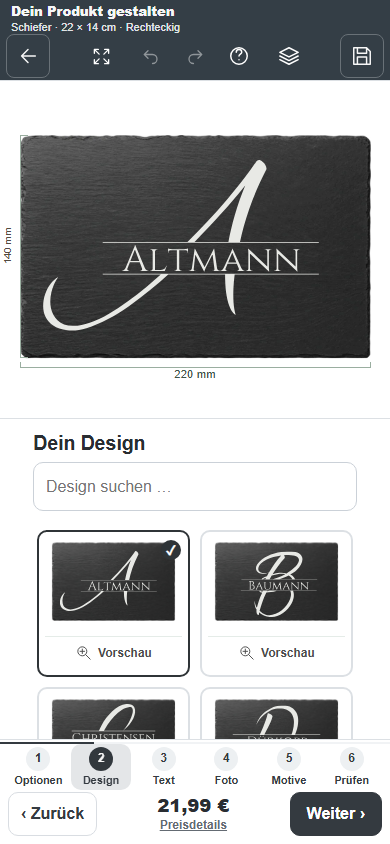 Dein Produkt gestalten
Schiefer · 22 × 14 cm · Rechteckig
A
ALTMANN
140 mm
220 mm
Dein Design
Design suchen …
A
ALTMANN
B
BAUMANN
Vorschau
Vorschau
C
CHRISTENSEN
D
1
2
3
4
5
6
Optionen
Design
Text
Foto
Motive
Prüfen
‹ Zurück
21,99 €
Preisdetails
Weiter ›